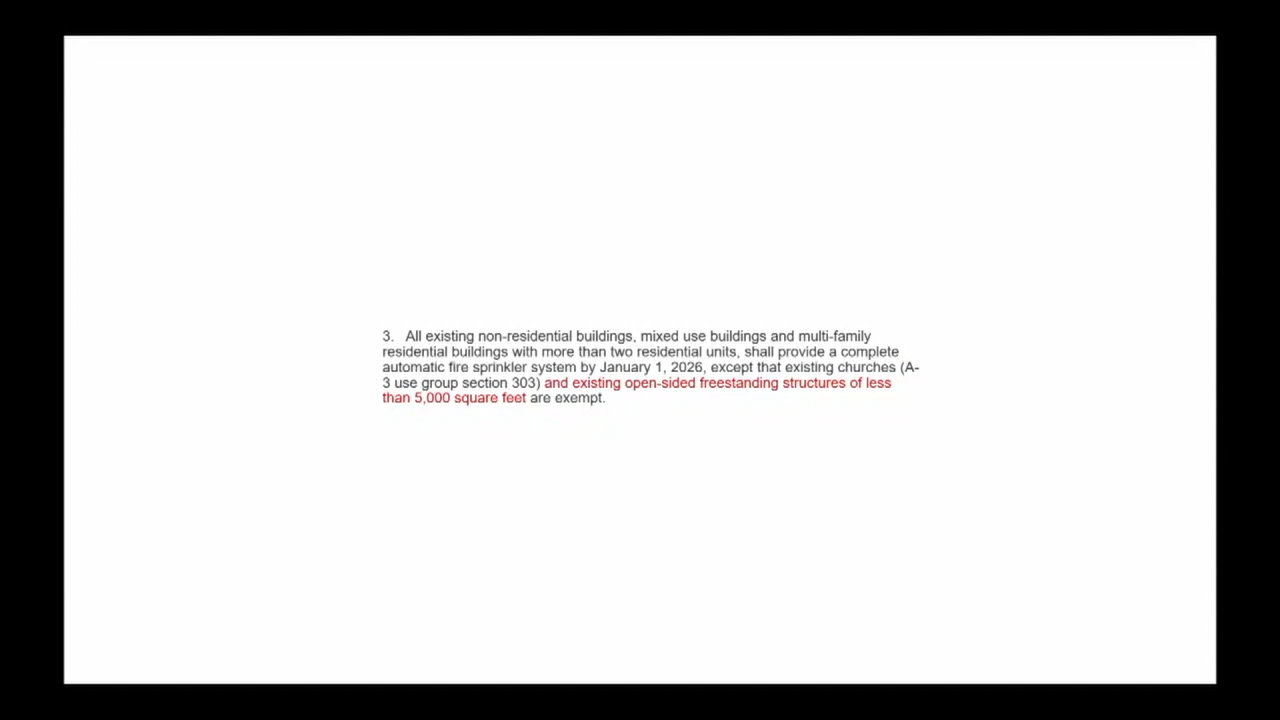 3. All existing non-residential buildings, mixed use buildings and multi-family
residential buildings with more than two residential units, shall provide a complete
automatic fire sprinkler system by January 1, 2026, except that existing churches (A-
3 use group section 303) and existing open-sided freestanding structures of less
than 5,000 square feet are exempt.